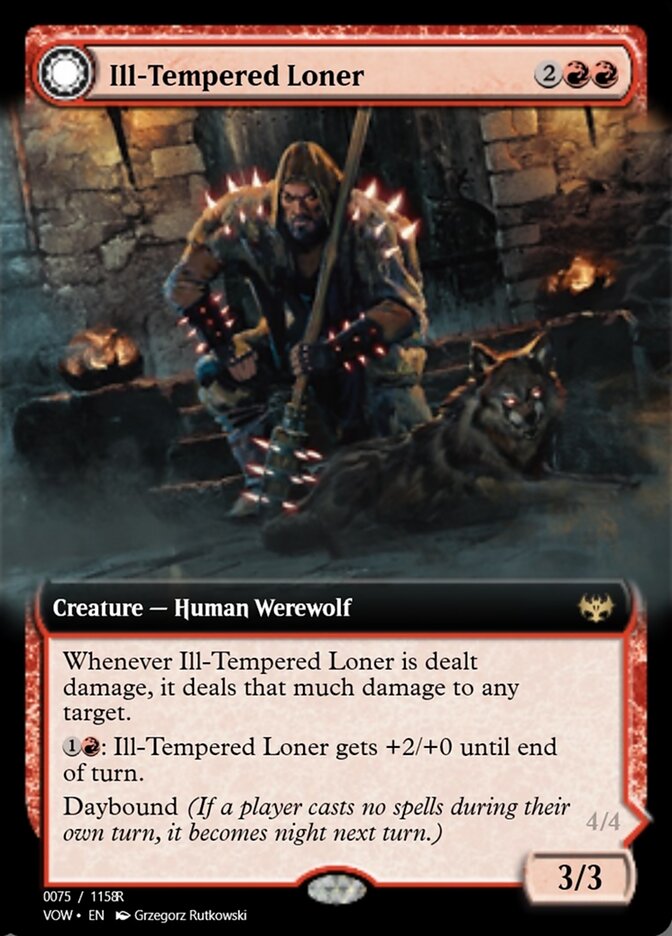 Ill-Tempered Loner 2
Creature — Human Werewolf
Whenever Ill-Tempered Loner is dealt
damage, it deals that much damage to any
target.
1: Ill-Tempered Loner gets +2/+0 until end
of turn.
Daybound (If a player casts no spells during their
own turn, it becomes night next turn.)
4/4
3/3
0075 / 1158R
VOW • EN Grzegorz Rutkowski